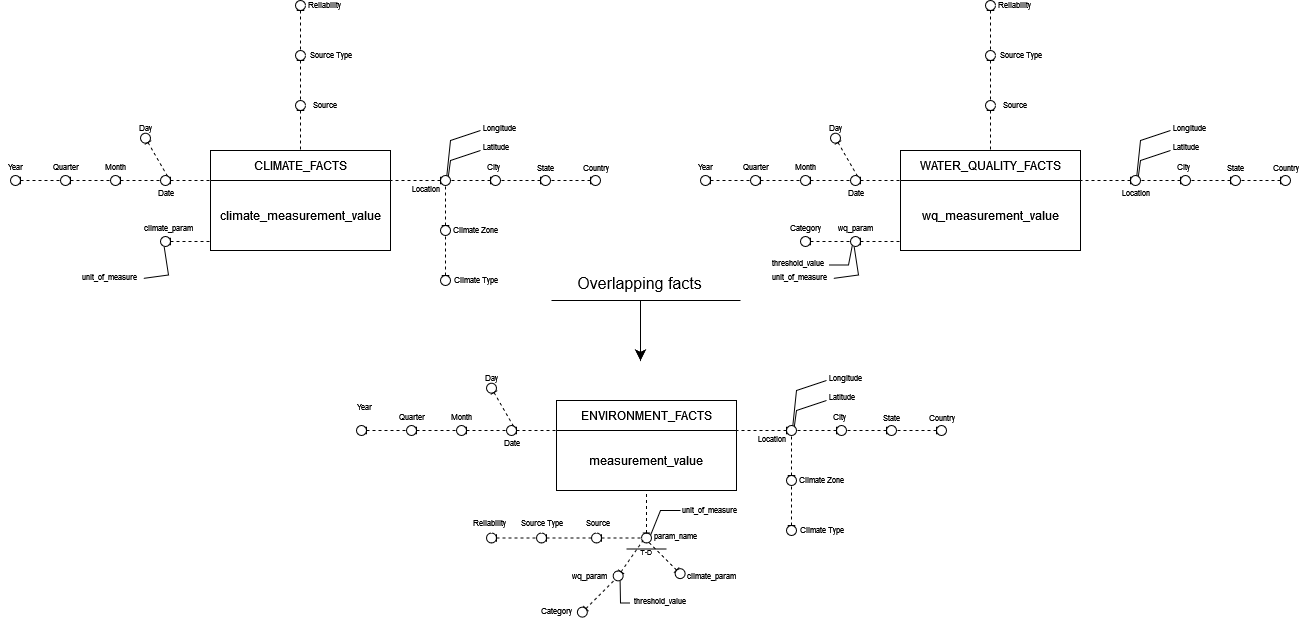 Reliability
Source Type
Source
Day
Year
Quarter
Month
Date
climate_param
unit_of_measure
CLIMATE_FACTS
climate_measurement_value
Longitude
Latitude
Location
City
State
Country
Climate Zone
Climate Type
Reliability
Source Type
Source
Day
Year
Quarter
Month
Date
Category
wq_param
threshold_value
unit_of_measure
WATER_QUALITY_FACTS
wq_measurement_value
Longitude
Latitude
Location
City
State
Country
Overlapping facts
Day
Year
Quarter
Month
Date
ENVIRONMENT_FACTS
measurement_value
Longitude
Latitude
Location
City
State
Country
Climate Zone
Climate Type
unit_of_measure
Reliability
Source Type
Source
param_name
T-D
wq_param
climate_param
threshold_value
Category